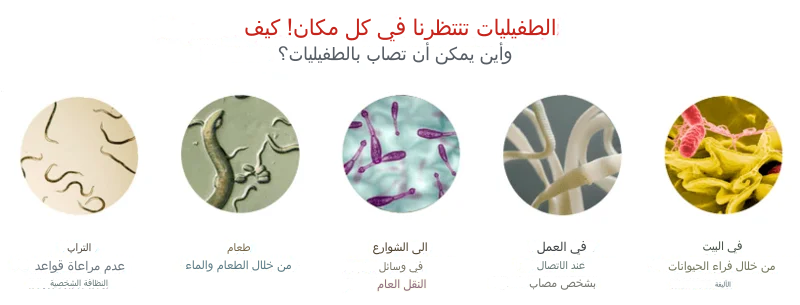 الطفيليات تنتظرنا في كل مكان! كيف
وأين يمكن أن تصاب بالطفيليات؟
في البيت
من خلال فراء الحيوانات
الأليفة
في العمل
عند الاتصال
بشخص مصاب
الى الشوارع
في وسائل
النقل العام
طعام
من خلال الطعام والماء
التراب
عدم مراعاة قواعد
النظافة الشخصية